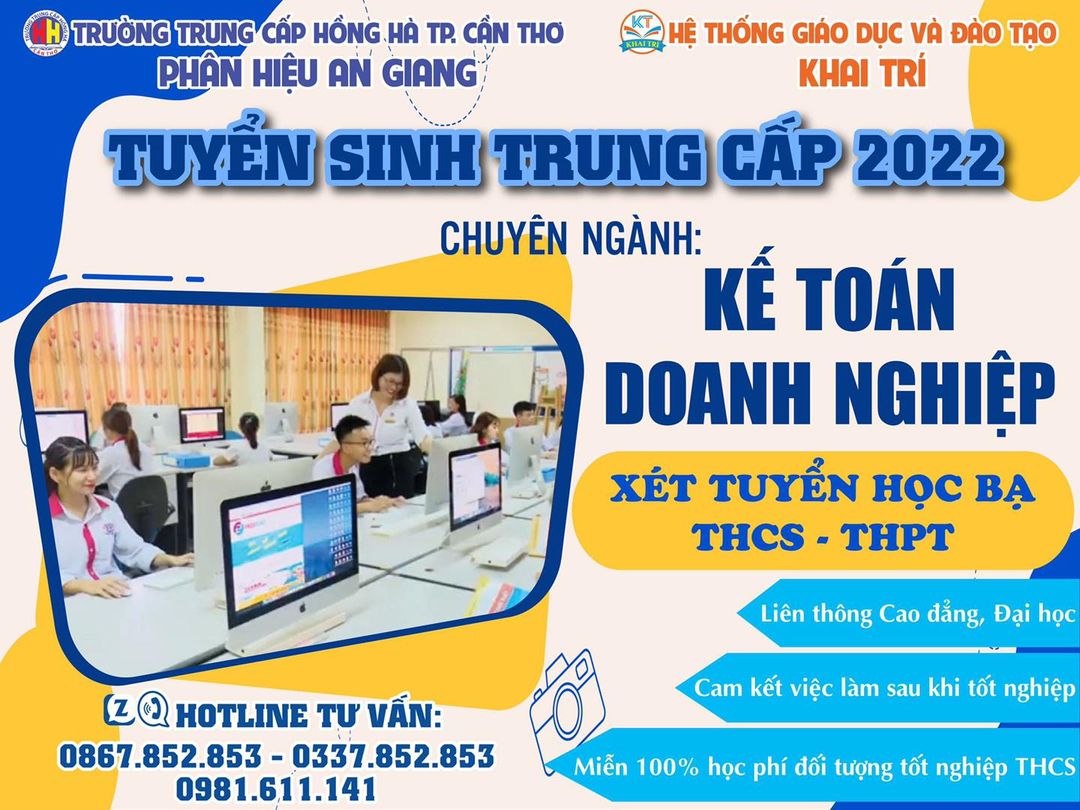 TRƯỜNG TRUNG CẤP HỒNG HÀ TP. CẦN THƠ
PHÂN HIỆU AN GIANG
KT
KHAI TRÍ
HỆ THỐNG GIÁO DỤC VÀ ĐÀO TẠO
KHAI TRÍ
TUYỂN SINH TRUNG CẤP 2022
CHUYÊN NGÀNH:
KẾ TOÁN
DOANH NGHIỆP
XÉT TUYỂN HỌC BẠ
THCS - THPT
Liên thông Cao đẳng, Đại học
Cam kết việc làm sau khi tốt nghiệp
Miễn 100% học phí đối tượng tốt nghiệp THCS
Z
HOTLINE TƯ VẤN:
0867.852.853 - 0337.852.853
0981.611.141